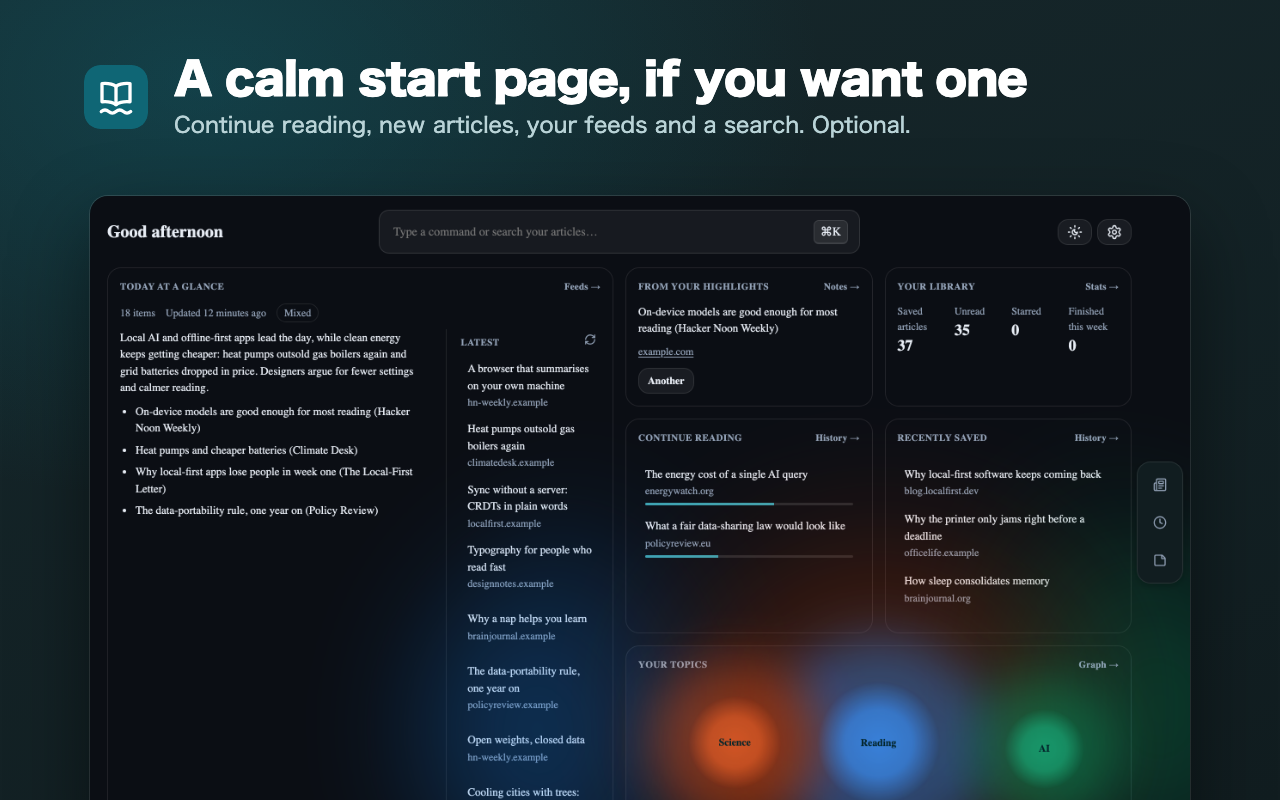 A calm start page, if you want one
Continue reading, new articles, your feeds and a search. Optional.
Good afternoon
Type a command or search your articles…
⌘K
TODAY AT A GLANCE
Feeds →
18 items Updated 12 minutes ago Mixed
Local AI and offline-first apps lead the day, while clean energy
keeps getting cheaper: heat pumps outsold gas boilers again and
grid batteries dropped in price. Designers argue for fewer settings
and calmer reading.
• On-device models are good enough for most reading (Hacker
Noon Weekly)
• Heat pumps and cheaper batteries (Climate Desk)
• Why local-first apps lose people in week one (The Local-First
Letter)
• The data-portability rule, one year on (Policy Review)
LATEST
A browser that summarises
on your own machine
hn-weekly.example
Heat pumps outsold gas
boilers again
climatedesk.example
Sync without a server:
CRDTs in plain words
localfirst.example
Typography for people who
read fast
designnotes.example
Why a nap helps you learn
brainjournal.example
The data-portability rule,
one year on
policyreview.example
Open weights, closed data
hn-weekly.example
Cooling cities with trees:
FROM YOUR HIGHLIGHTS
Notes →
On-device models are good enough for most
reading (Hacker Noon Weekly)
example.com
Another
YOUR LIBRARY
Stats →
Saved
articles
37
Unread
35
Starred
0
Finished
this week
0
CONTINUE READING
History →
The energy cost of a single AI query
energywatch.org
What a fair data-sharing law would look like
policyreview.eu
RECENTLY SAVED
History →
Why local-first software keeps coming back
blog.localfirst.dev
Why the printer only jams right before a
deadline
officelife.example
How sleep consolidates memory
brainjournal.org
YOUR TOPICS
Graph →
Science
Reading
AI